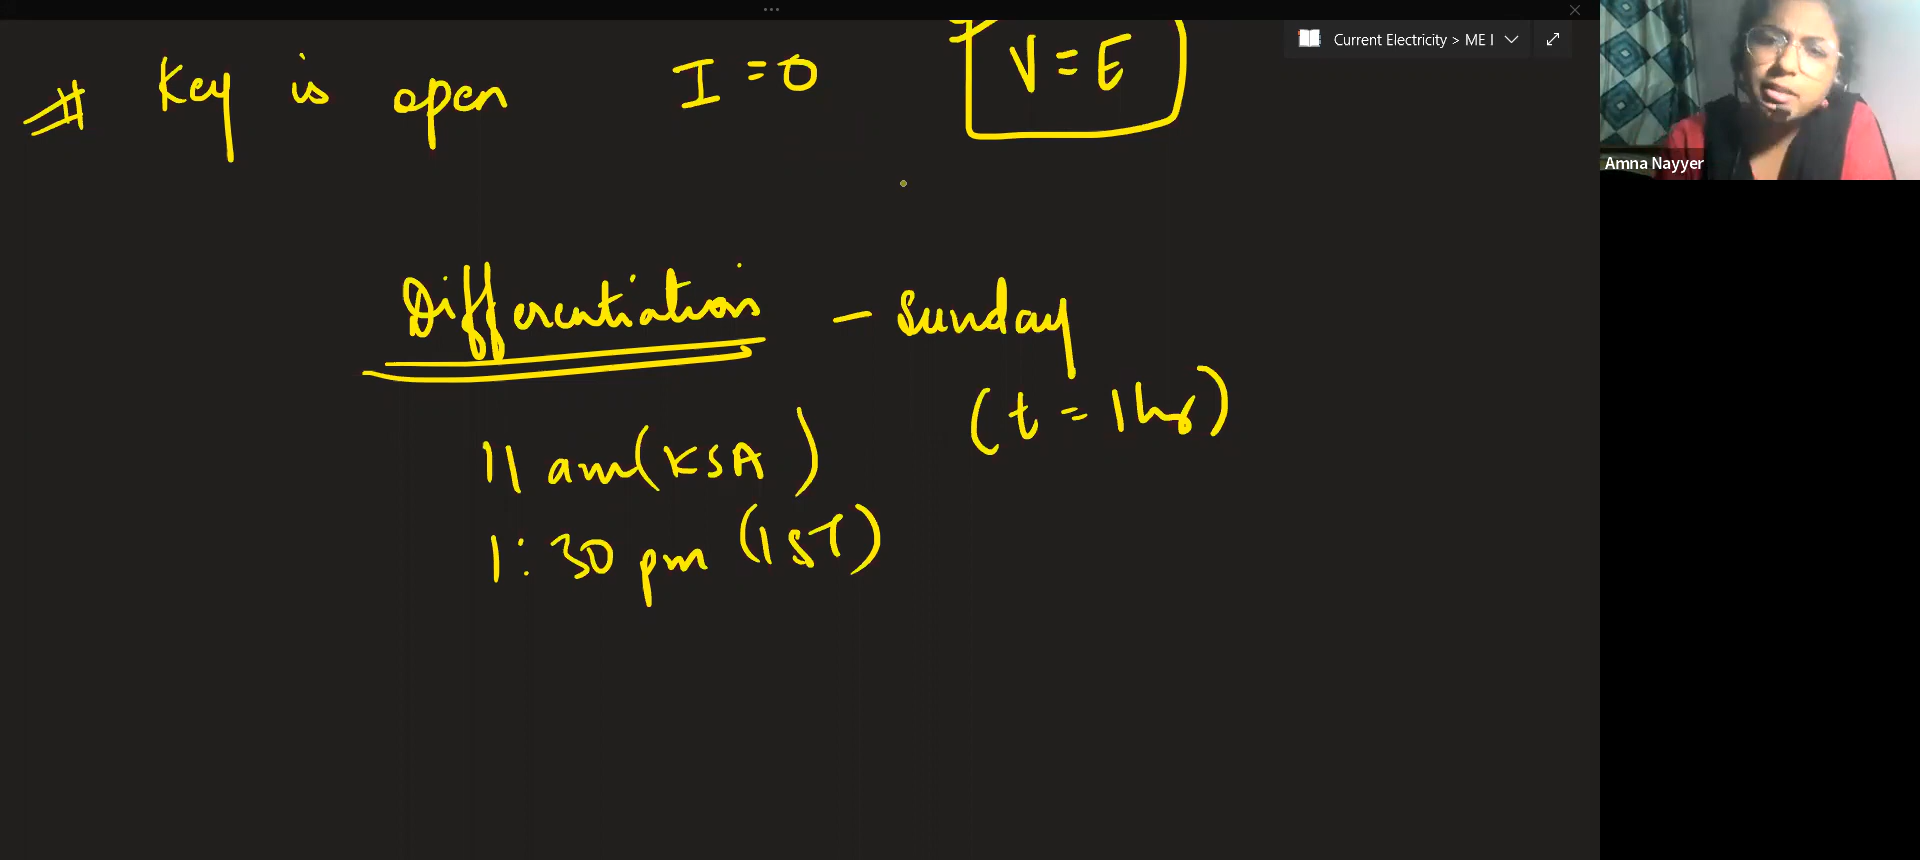 Current Electricity > ME I
Key is open I = 0 V = E
Amna Nayyer
Differentiation - Sunday
(t = 1hr)
11 am (KSA)
1:30 pm (IST)